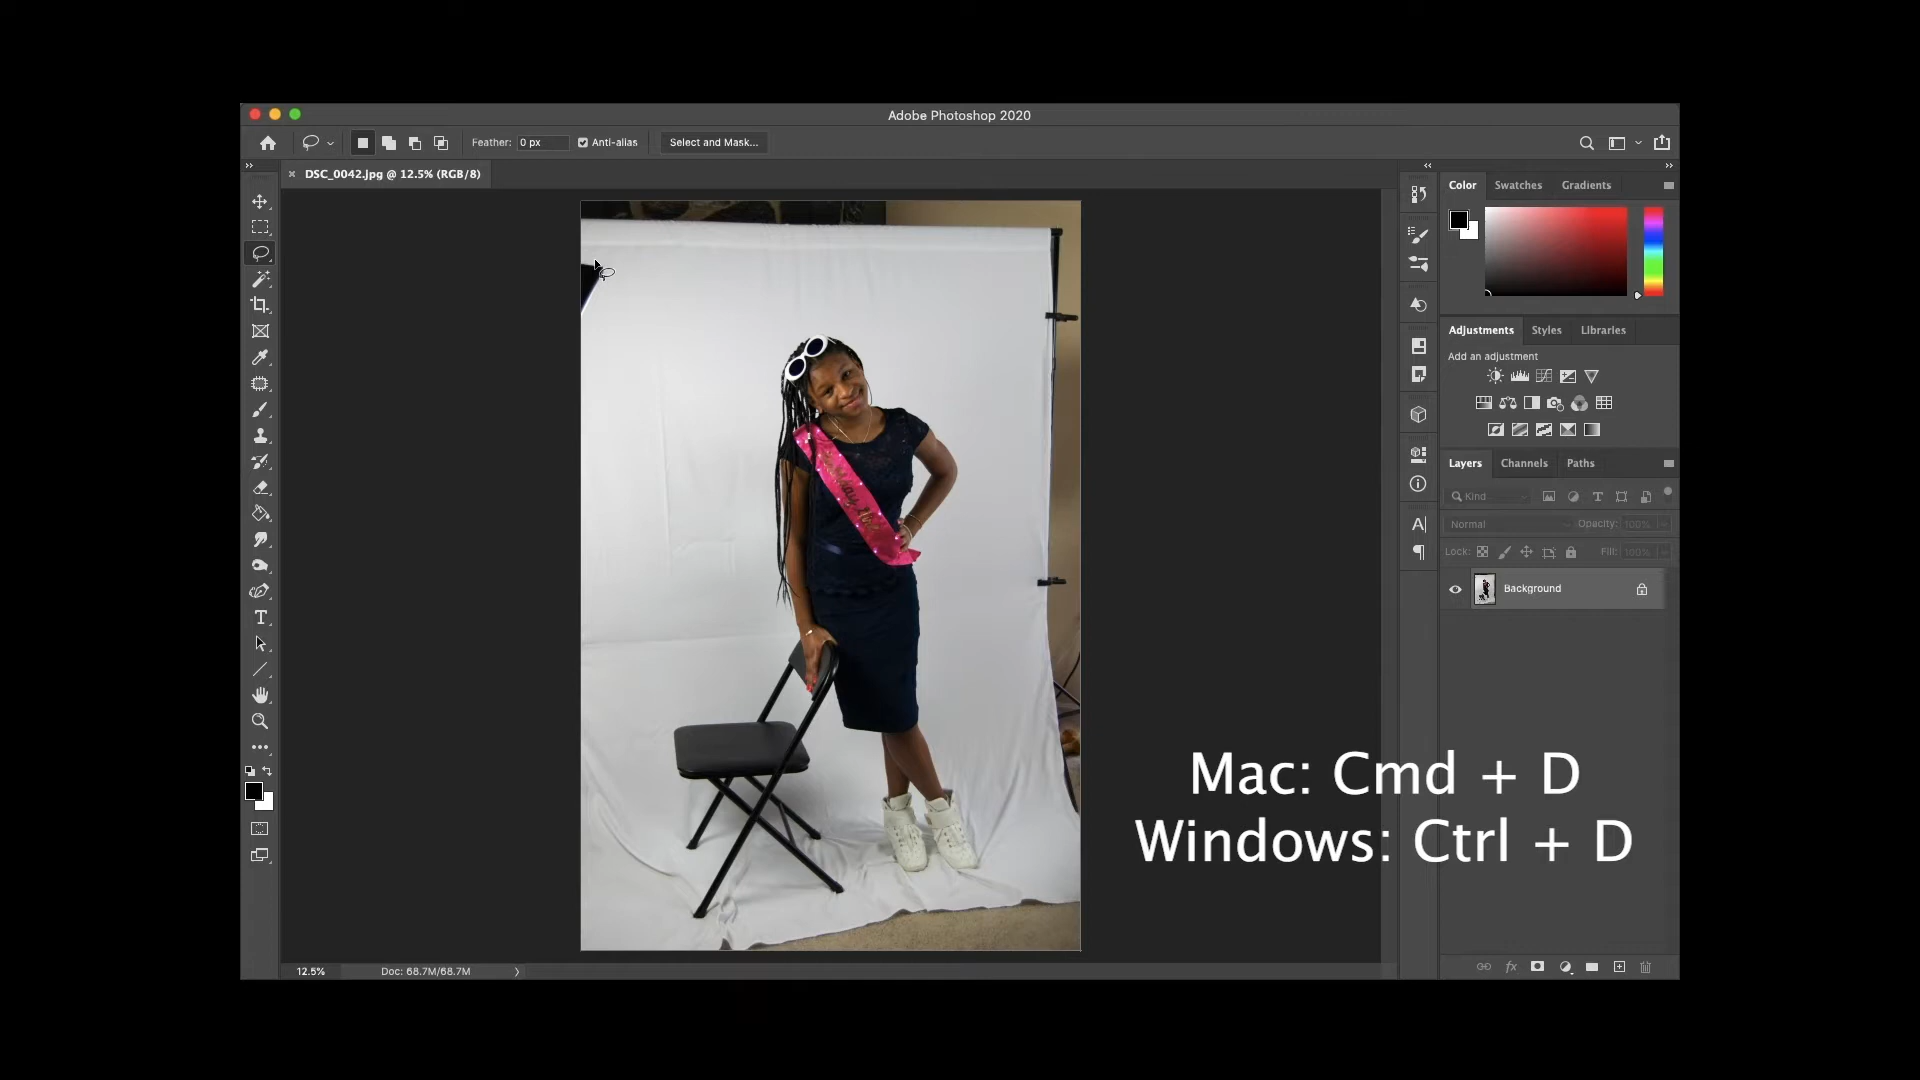 Adobe Photoshop 2020
Feather: 0 px Anti-alias Select and Mask...
DSC_0042.jpg @ 12.5% (RGB/8)
Color Swatches Gradients
Adjustments Styles Libraries
Add an adjustment
Layers Channels Paths
Kind
Normal Opacity: 100%
Lock: Fill: 100%
Background
Mac: Cmd + D
Windows: Ctrl + D
12.5% Doc: 68.7M/68.7M